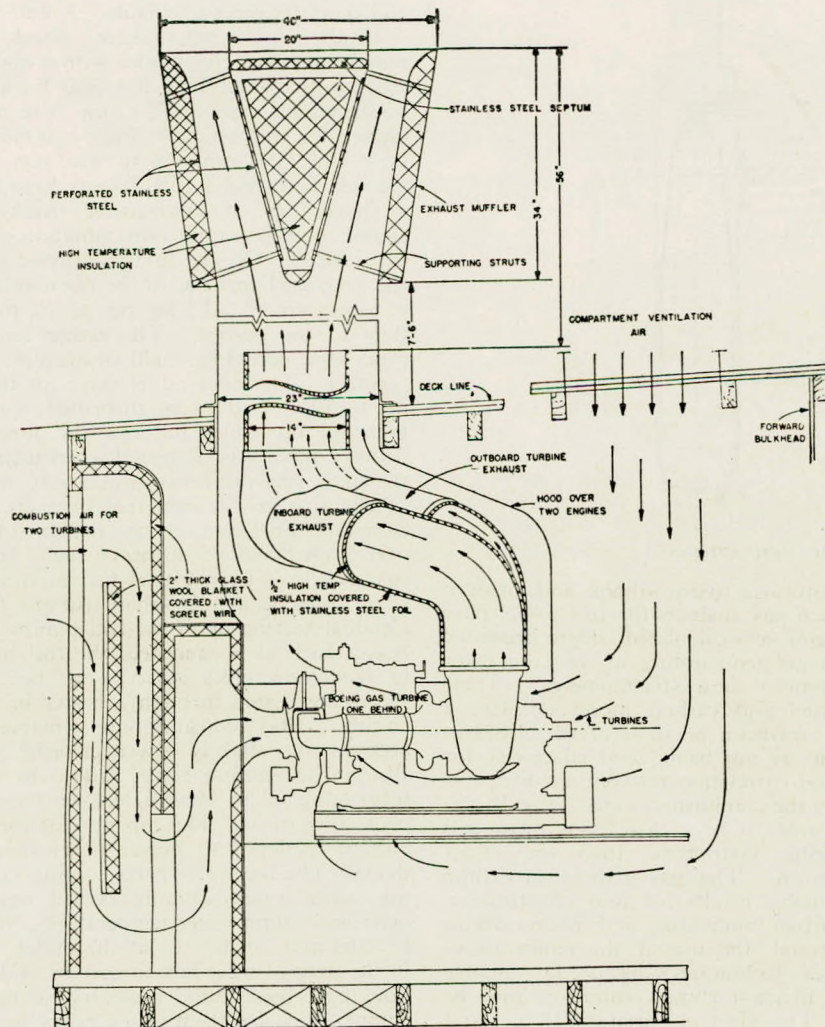 40"
20"
STAINLESS STEEL SEPTUM
PERFORATED STAINLESS
STEEL
EXHAUST MUFFLER
34"
56"
HIGH TEMPERATURE
INSULATION
SUPPORTING STRUTS
7'-6"
COMPARTMENT VENTILATION
AIR
DECK LINE
23"
14"
FORWARD
BULKHEAD
OUTBOARD TURBINE
EXHAUST
HOOD OVER
TWO ENGINES
INBOARD TURBINE
EXHAUST
COMBUSTION AIR FOR
TWO TURBINES
2" THICK GLASS
WOOL BLANKET
COVERED WITH
SCREEN WIRE
½" HIGH TEMP
INSULATION COVERED
WITH STAINLESS STEEL FOIL
BOEING GAS TURBINE
(ONE BEHIND)
℄ TURBINES